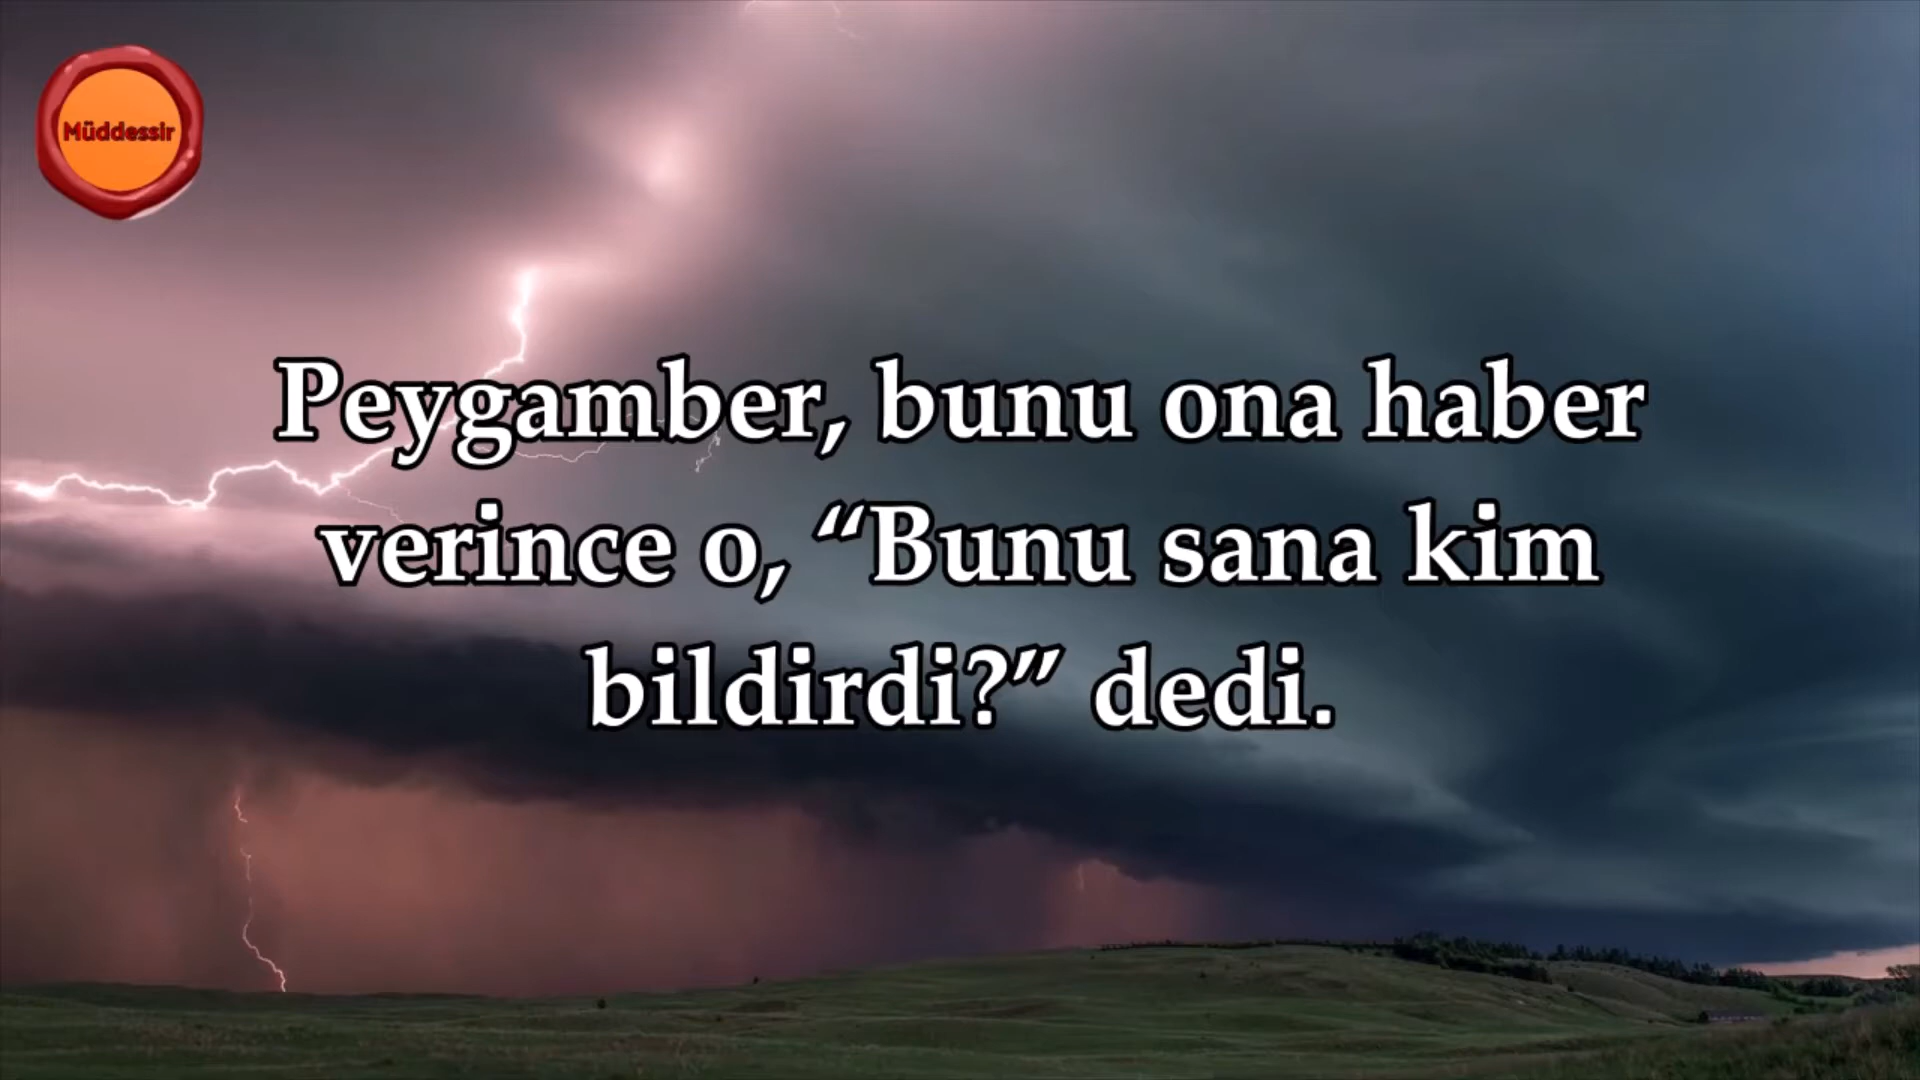 Müddessir
Peygamber, bunu ona haber
verince o, “Bunu sana kim
bildirdi?” dedi.